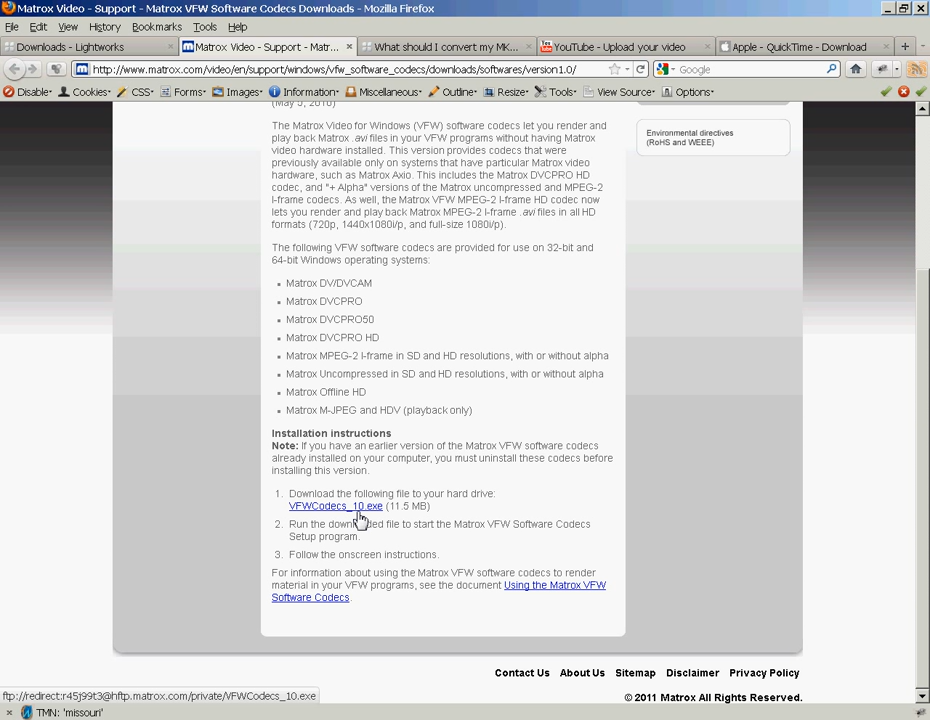 Matrox Video - Support - Matrox VFW Software Codecs Downloads - Mozilla Firefox
File Edit View History Bookmarks Tools Help
Downloads - Lightworks
Matrox Video - Support - Matr...
What should I convert my MK...
YouTube - Upload your video
Apple - QuickTime - Download
http://www.matrox.com/video/en/support/windows/vfw_software_codecs/downloads/softwares/version1.0/
Google
Disable Cookies CSS Forms Images Information Miscellaneous Outline Resize Tools View Source Options
(May 5, 2010)
The Matrox Video for Windows (VFW) software codecs let you render and
play back Matrox .avi files in your VFW programs without having Matrox
video hardware installed. This version provides codecs that were
previously available only on systems that have particular Matrox video
hardware, such as Matrox Axio. This includes the Matrox DVCPRO HD
codec, and "+ Alpha" versions of the Matrox uncompressed and MPEG-2
I-frame codecs. As well, the Matrox VFW MPEG-2 I-frame HD codec now
lets you render and play back Matrox MPEG-2 I-frame .avi files in all HD
formats (720p, 1440x1080i/p, and full-size 1080i/p).
The following VFW software codecs are provided for use on 32-bit and
64-bit Windows operating systems:
Matrox DV/DVCAM
Matrox DVCPRO
Matrox DVCPRO50
Matrox DVCPRO HD
Matrox MPEG-2 I-frame in SD and HD resolutions, with or without alpha
Matrox Uncompressed in SD and HD resolutions, with or without alpha
Matrox Offline HD
Matrox M-JPEG and HDV (playback only)
Installation instructions
Note: If you have an earlier version of the Matrox VFW software codecs
already installed on your computer, you must uninstall these codecs before
installing this version.
1. Download the following file to your hard drive:
VFWCodecs_10.exe (11.5 MB)
2. Run the downloaded file to start the Matrox VFW Software Codecs
Setup program.
3. Follow the onscreen instructions.
For information about using the Matrox VFW software codecs to render
material in your VFW programs, see the document Using the Matrox VFW
Software Codecs.
Environmental directives
(RoHS and WEEE)
Contact Us About Us Sitemap Disclaimer Privacy Policy
© 2011 Matrox All Rights Reserved.
ftp://redirect:r45j99t3@hftp.matrox.com/private/VFWCodecs_10.exe
TMN: 'missouri'